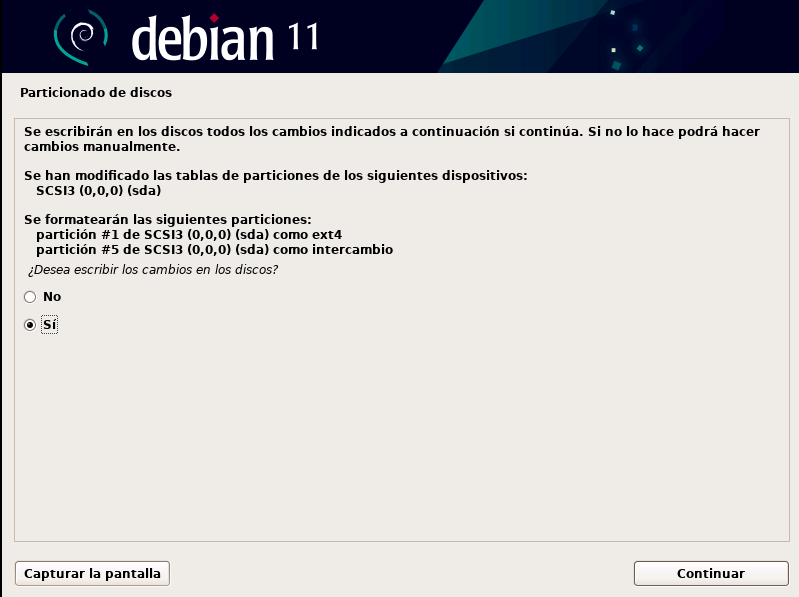 debian 11
Particionado de discos
Se escribirán en los discos todos los cambios indicados a continuación si continúa. Si no lo hace podrá hacer
cambios manualmente.
Se han modificado las tablas de particiones de los siguientes dispositivos:
SCSI3 (0,0,0) (sda)
Se formatearán las siguientes particiones:
partición #1 de SCSI3 (0,0,0) (sda) como ext4
partición #5 de SCSI3 (0,0,0) (sda) como intercambio
¿Desea escribir los cambios en los discos?
No
Sí
Capturar la pantalla
Continuar